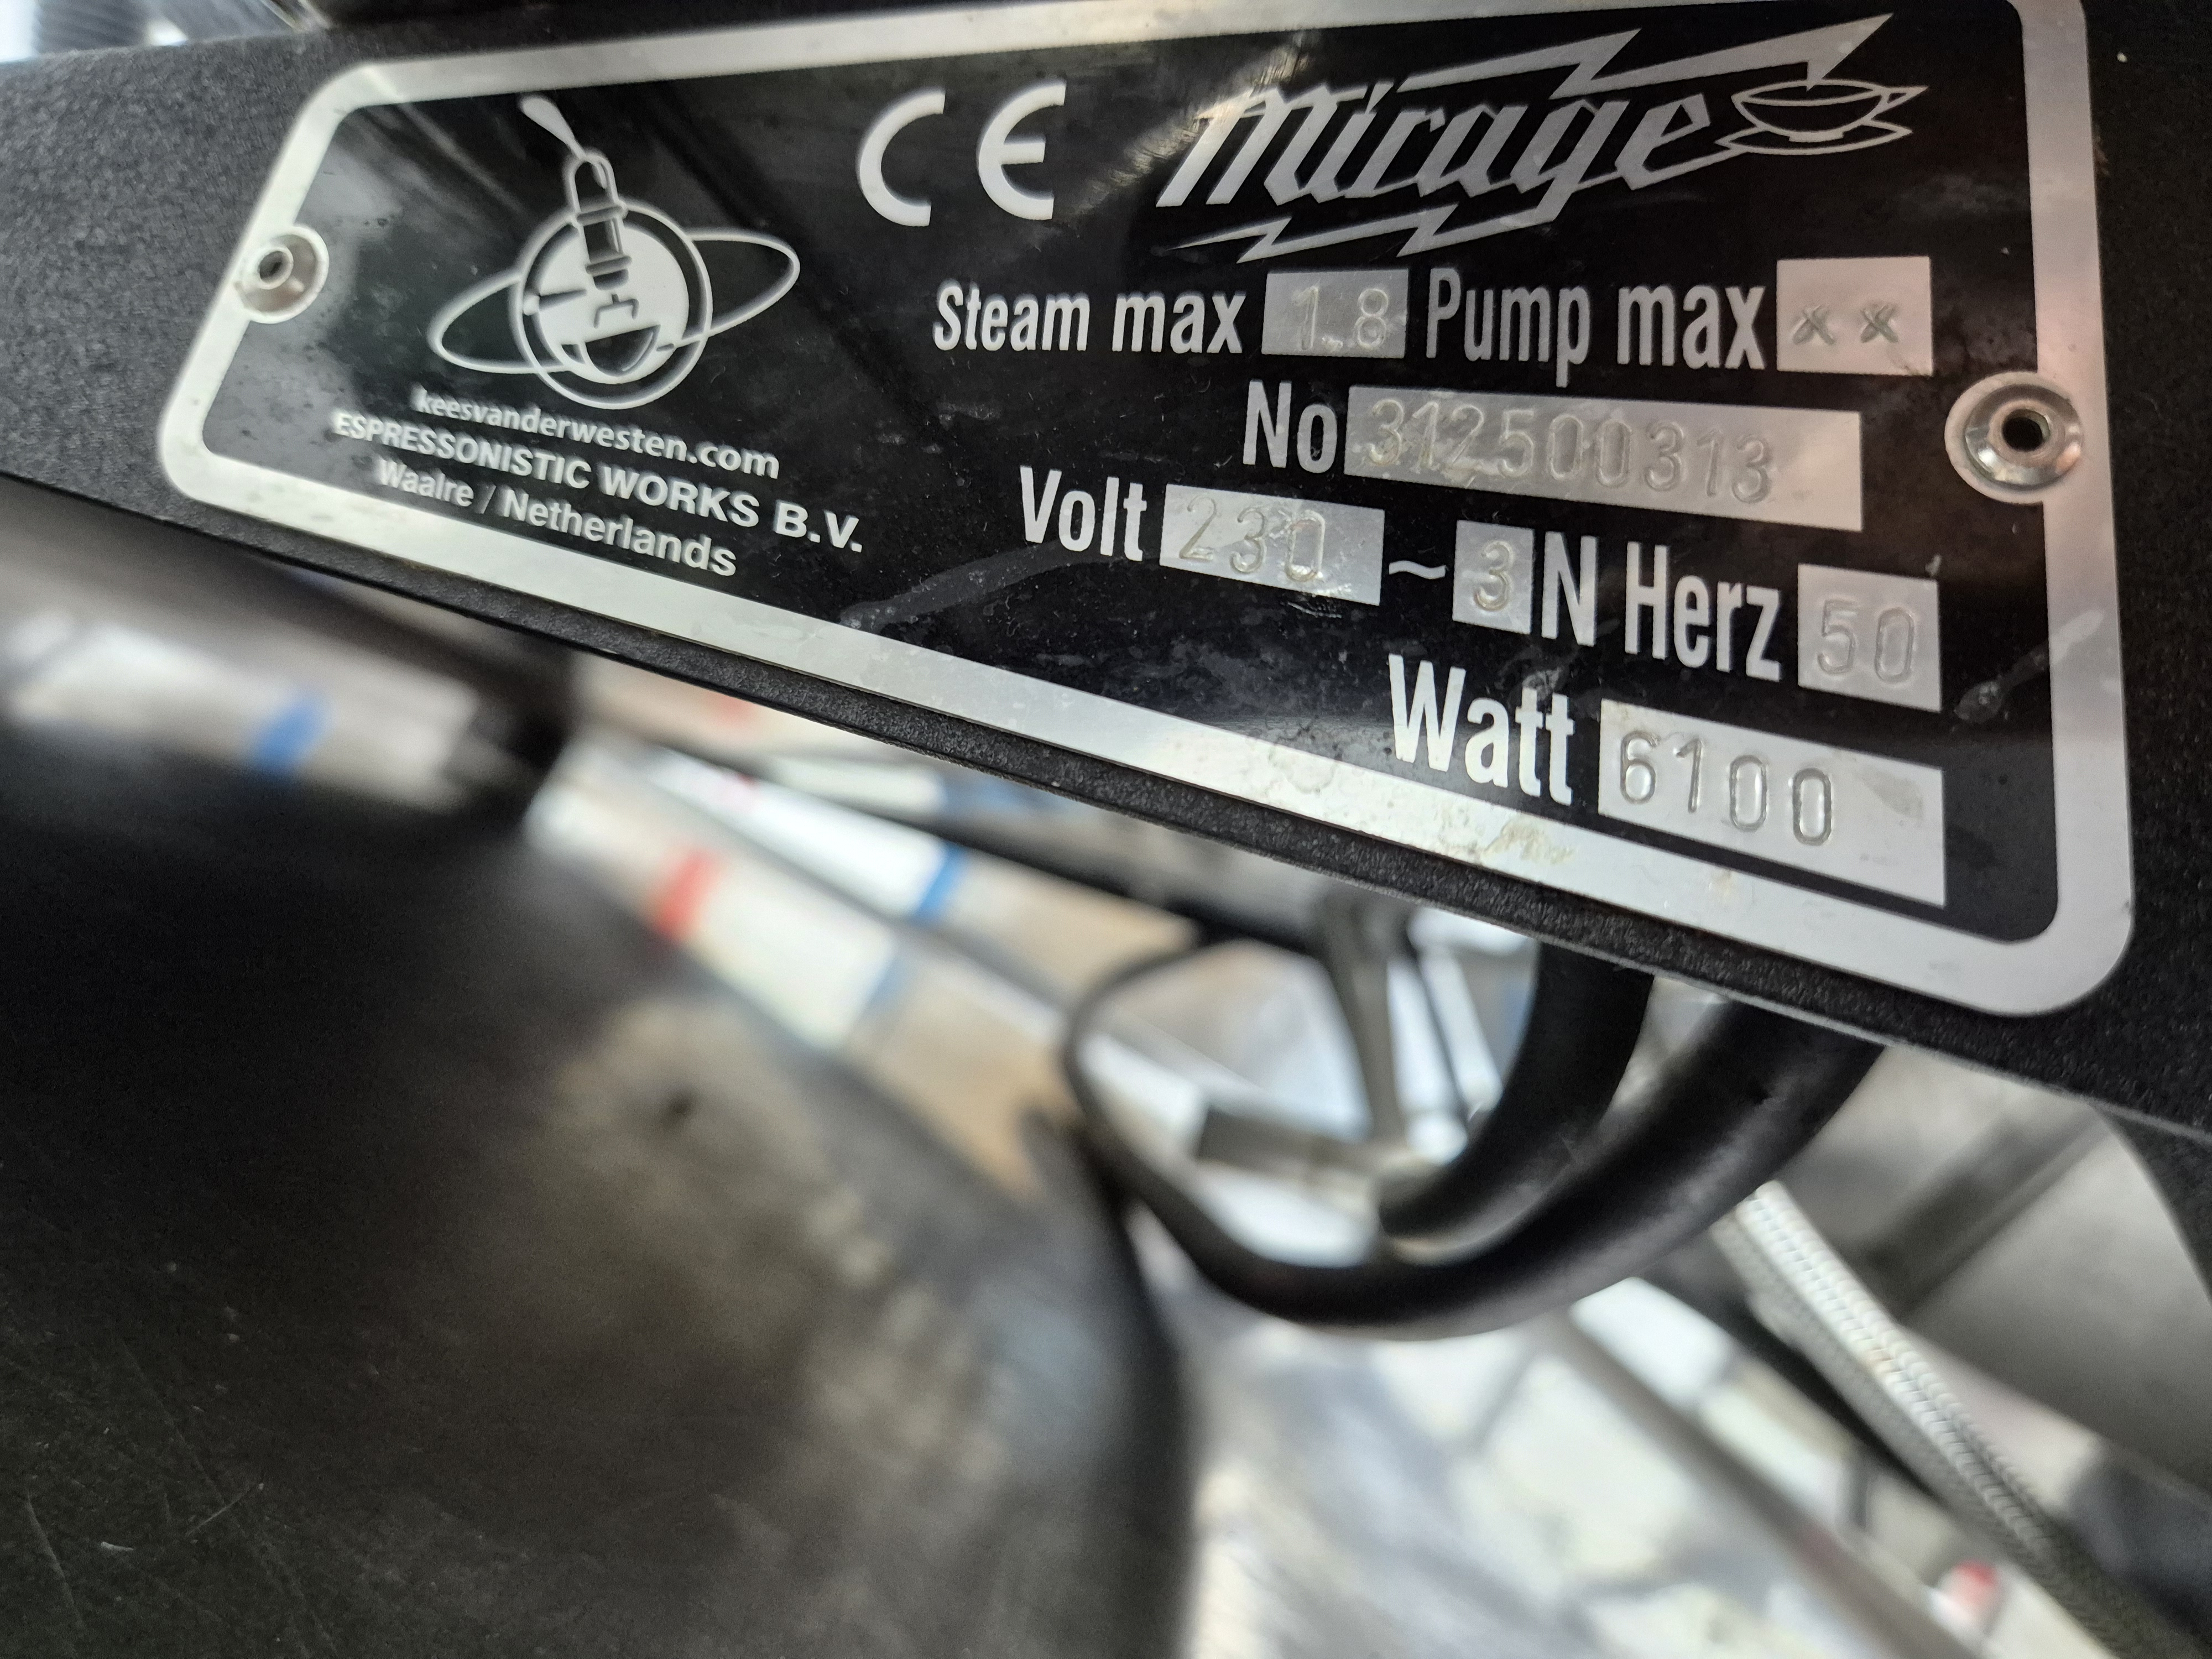 CE Mirage
Steam max 1.8 Pump max xx
No 312500313
Volt 230 ~ 3 N Herz 50
Watt 6100
keesvanderwesten.com
ESPRESSONISTIC WORKS B.V.
Waalre / Netherlands